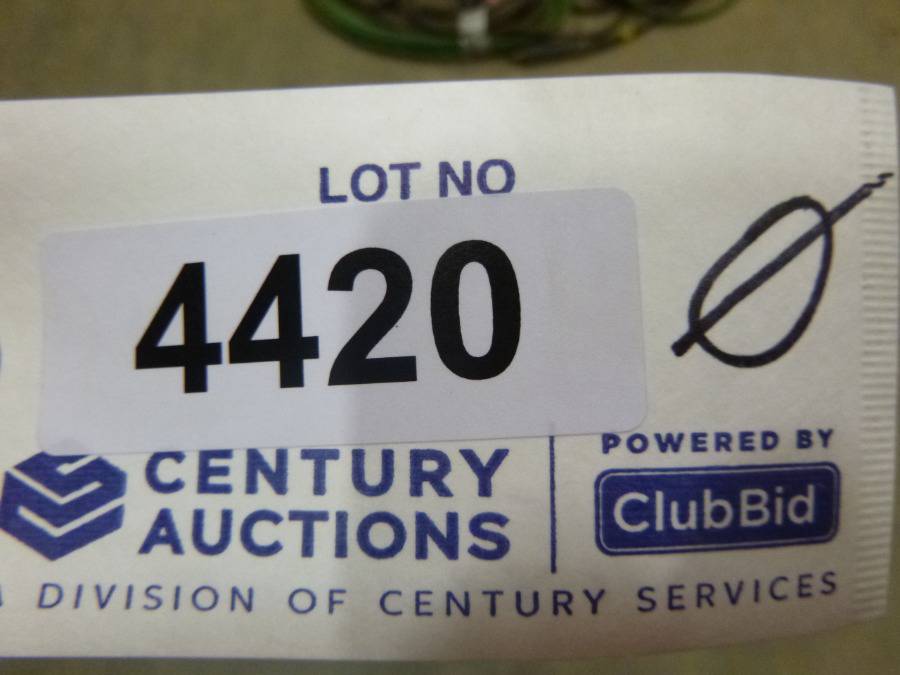 LOT NO
4420 Ø
CENTURY
AUCTIONS
POWERED BY
ClubBid
A DIVISION OF CENTURY SERVICES